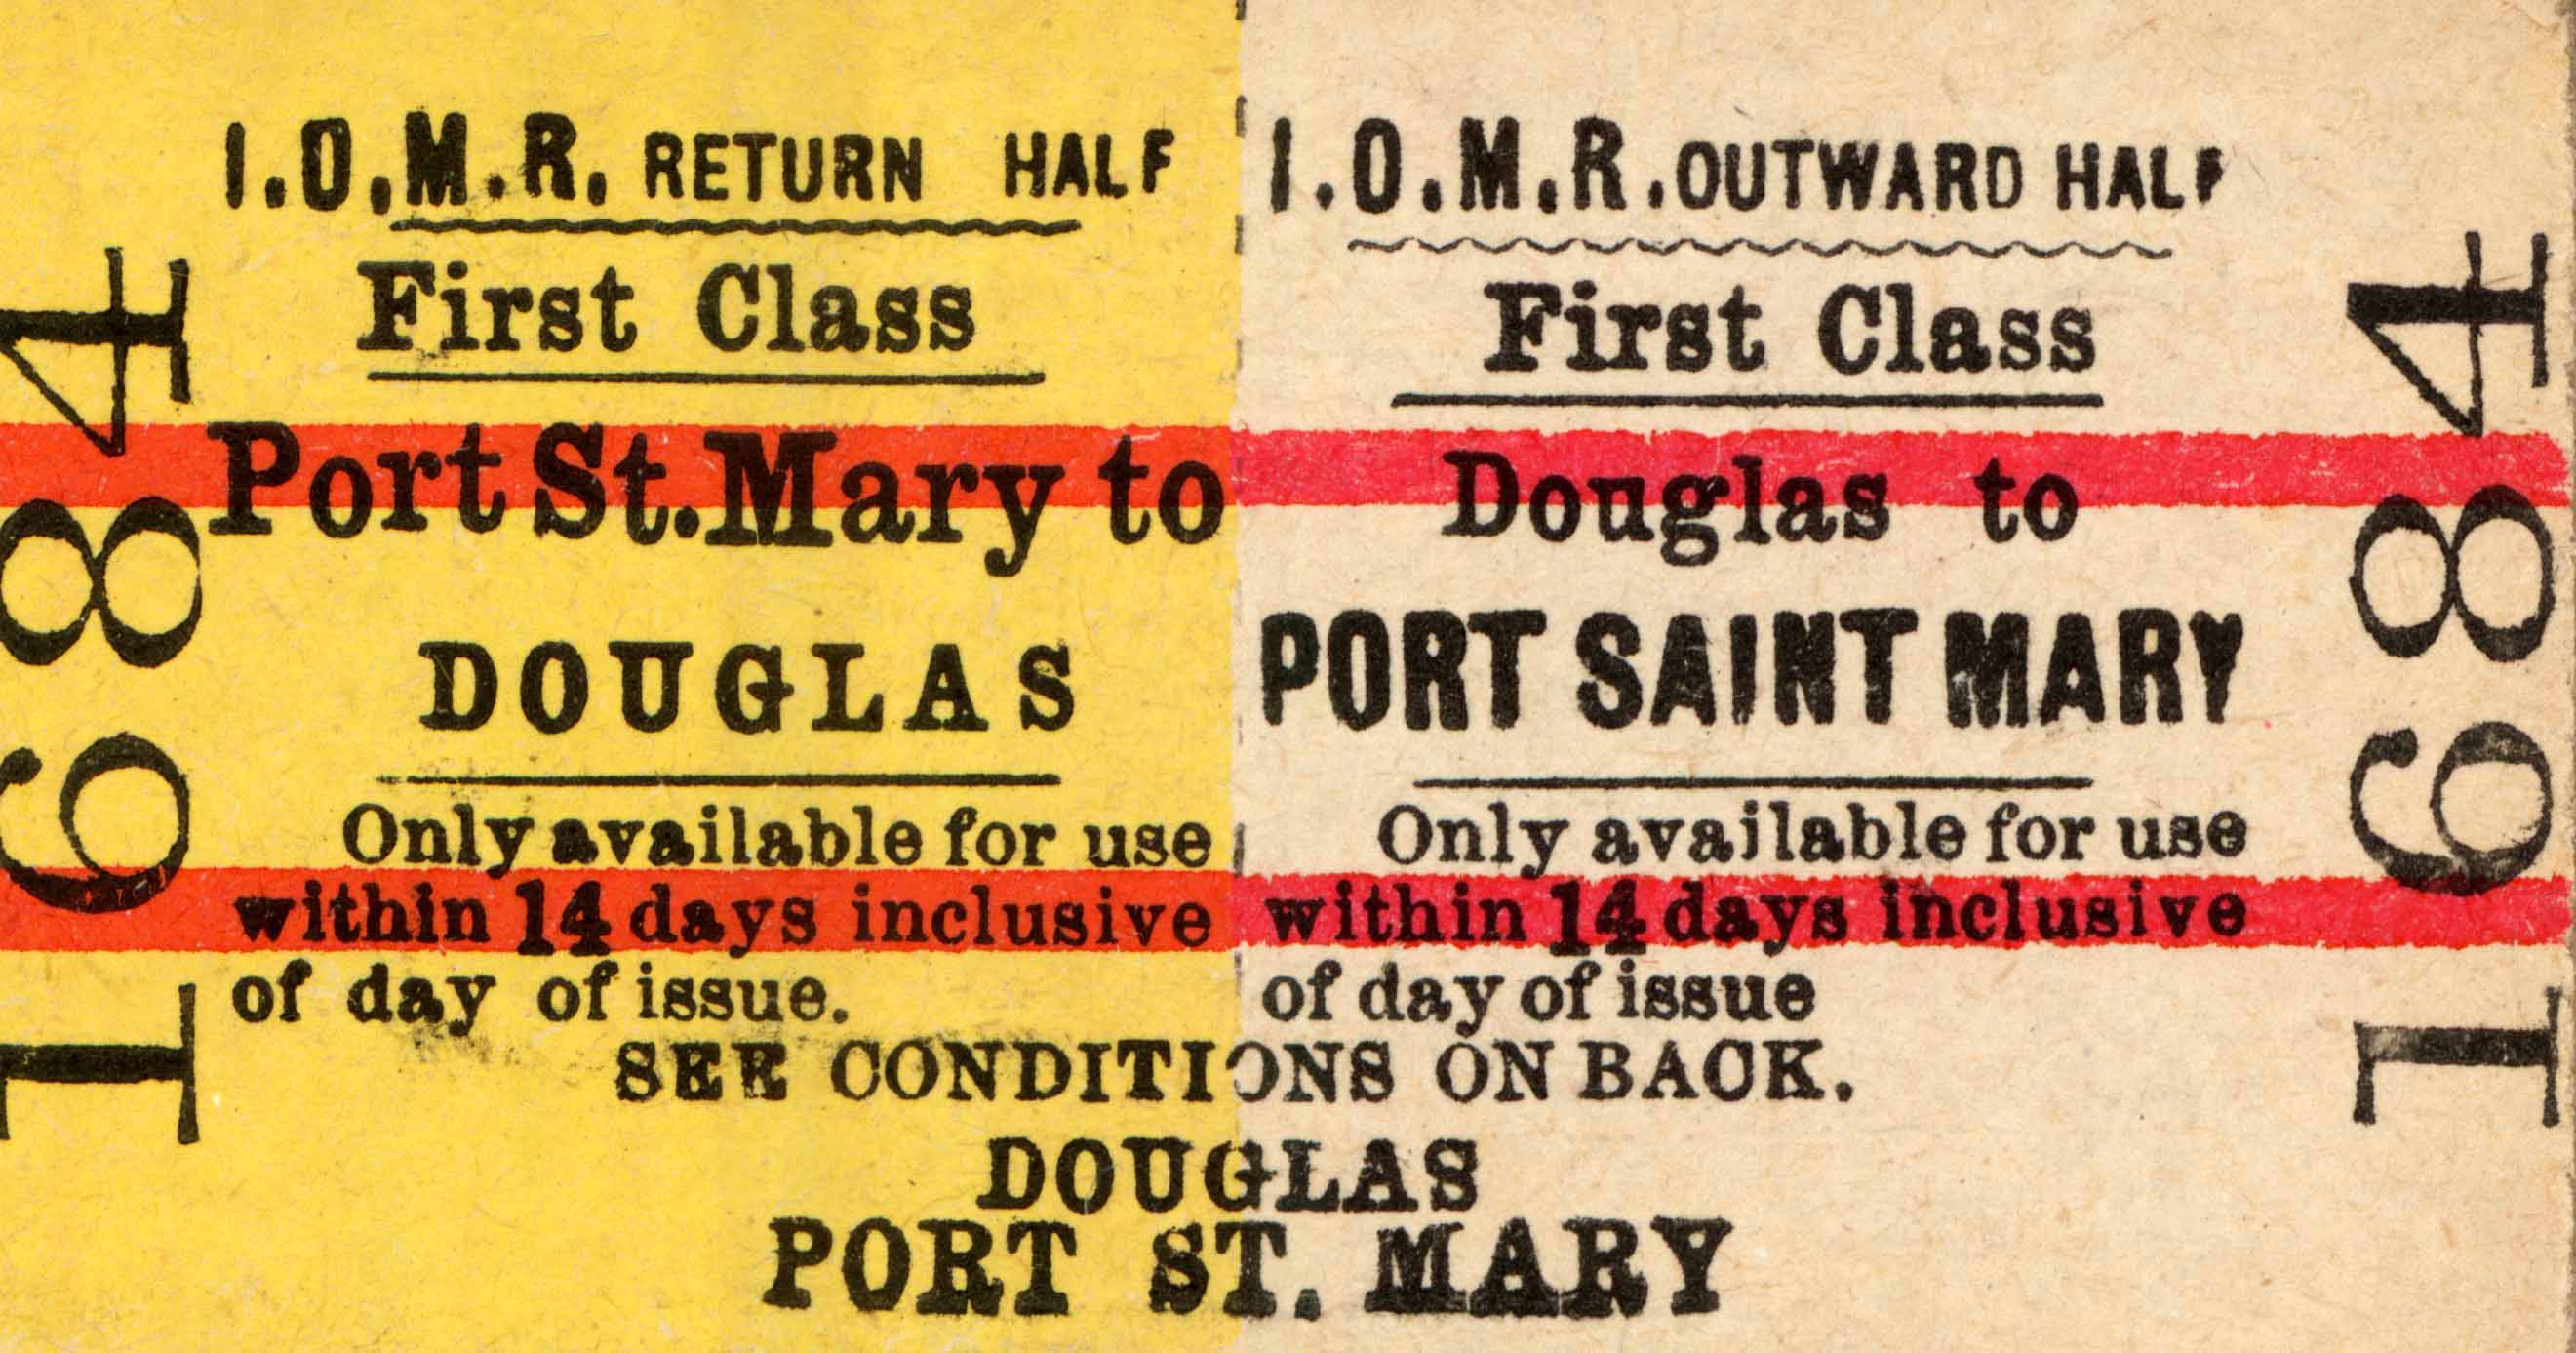 I.O.M.R. RETURN HALF
First Class
Port St. Mary to
DOUGLAS
Only available for use
within 14 days inclusive
of day of issue.
I.O.M.R. OUTWARD HALF
First Class
Douglas to
PORT SAINT MARY
Only available for use
within 14 days inclusive
of day of issue
SEE CONDITIONS ON BACK.
DOUGLAS
PORT ST. MARY
1684
1684